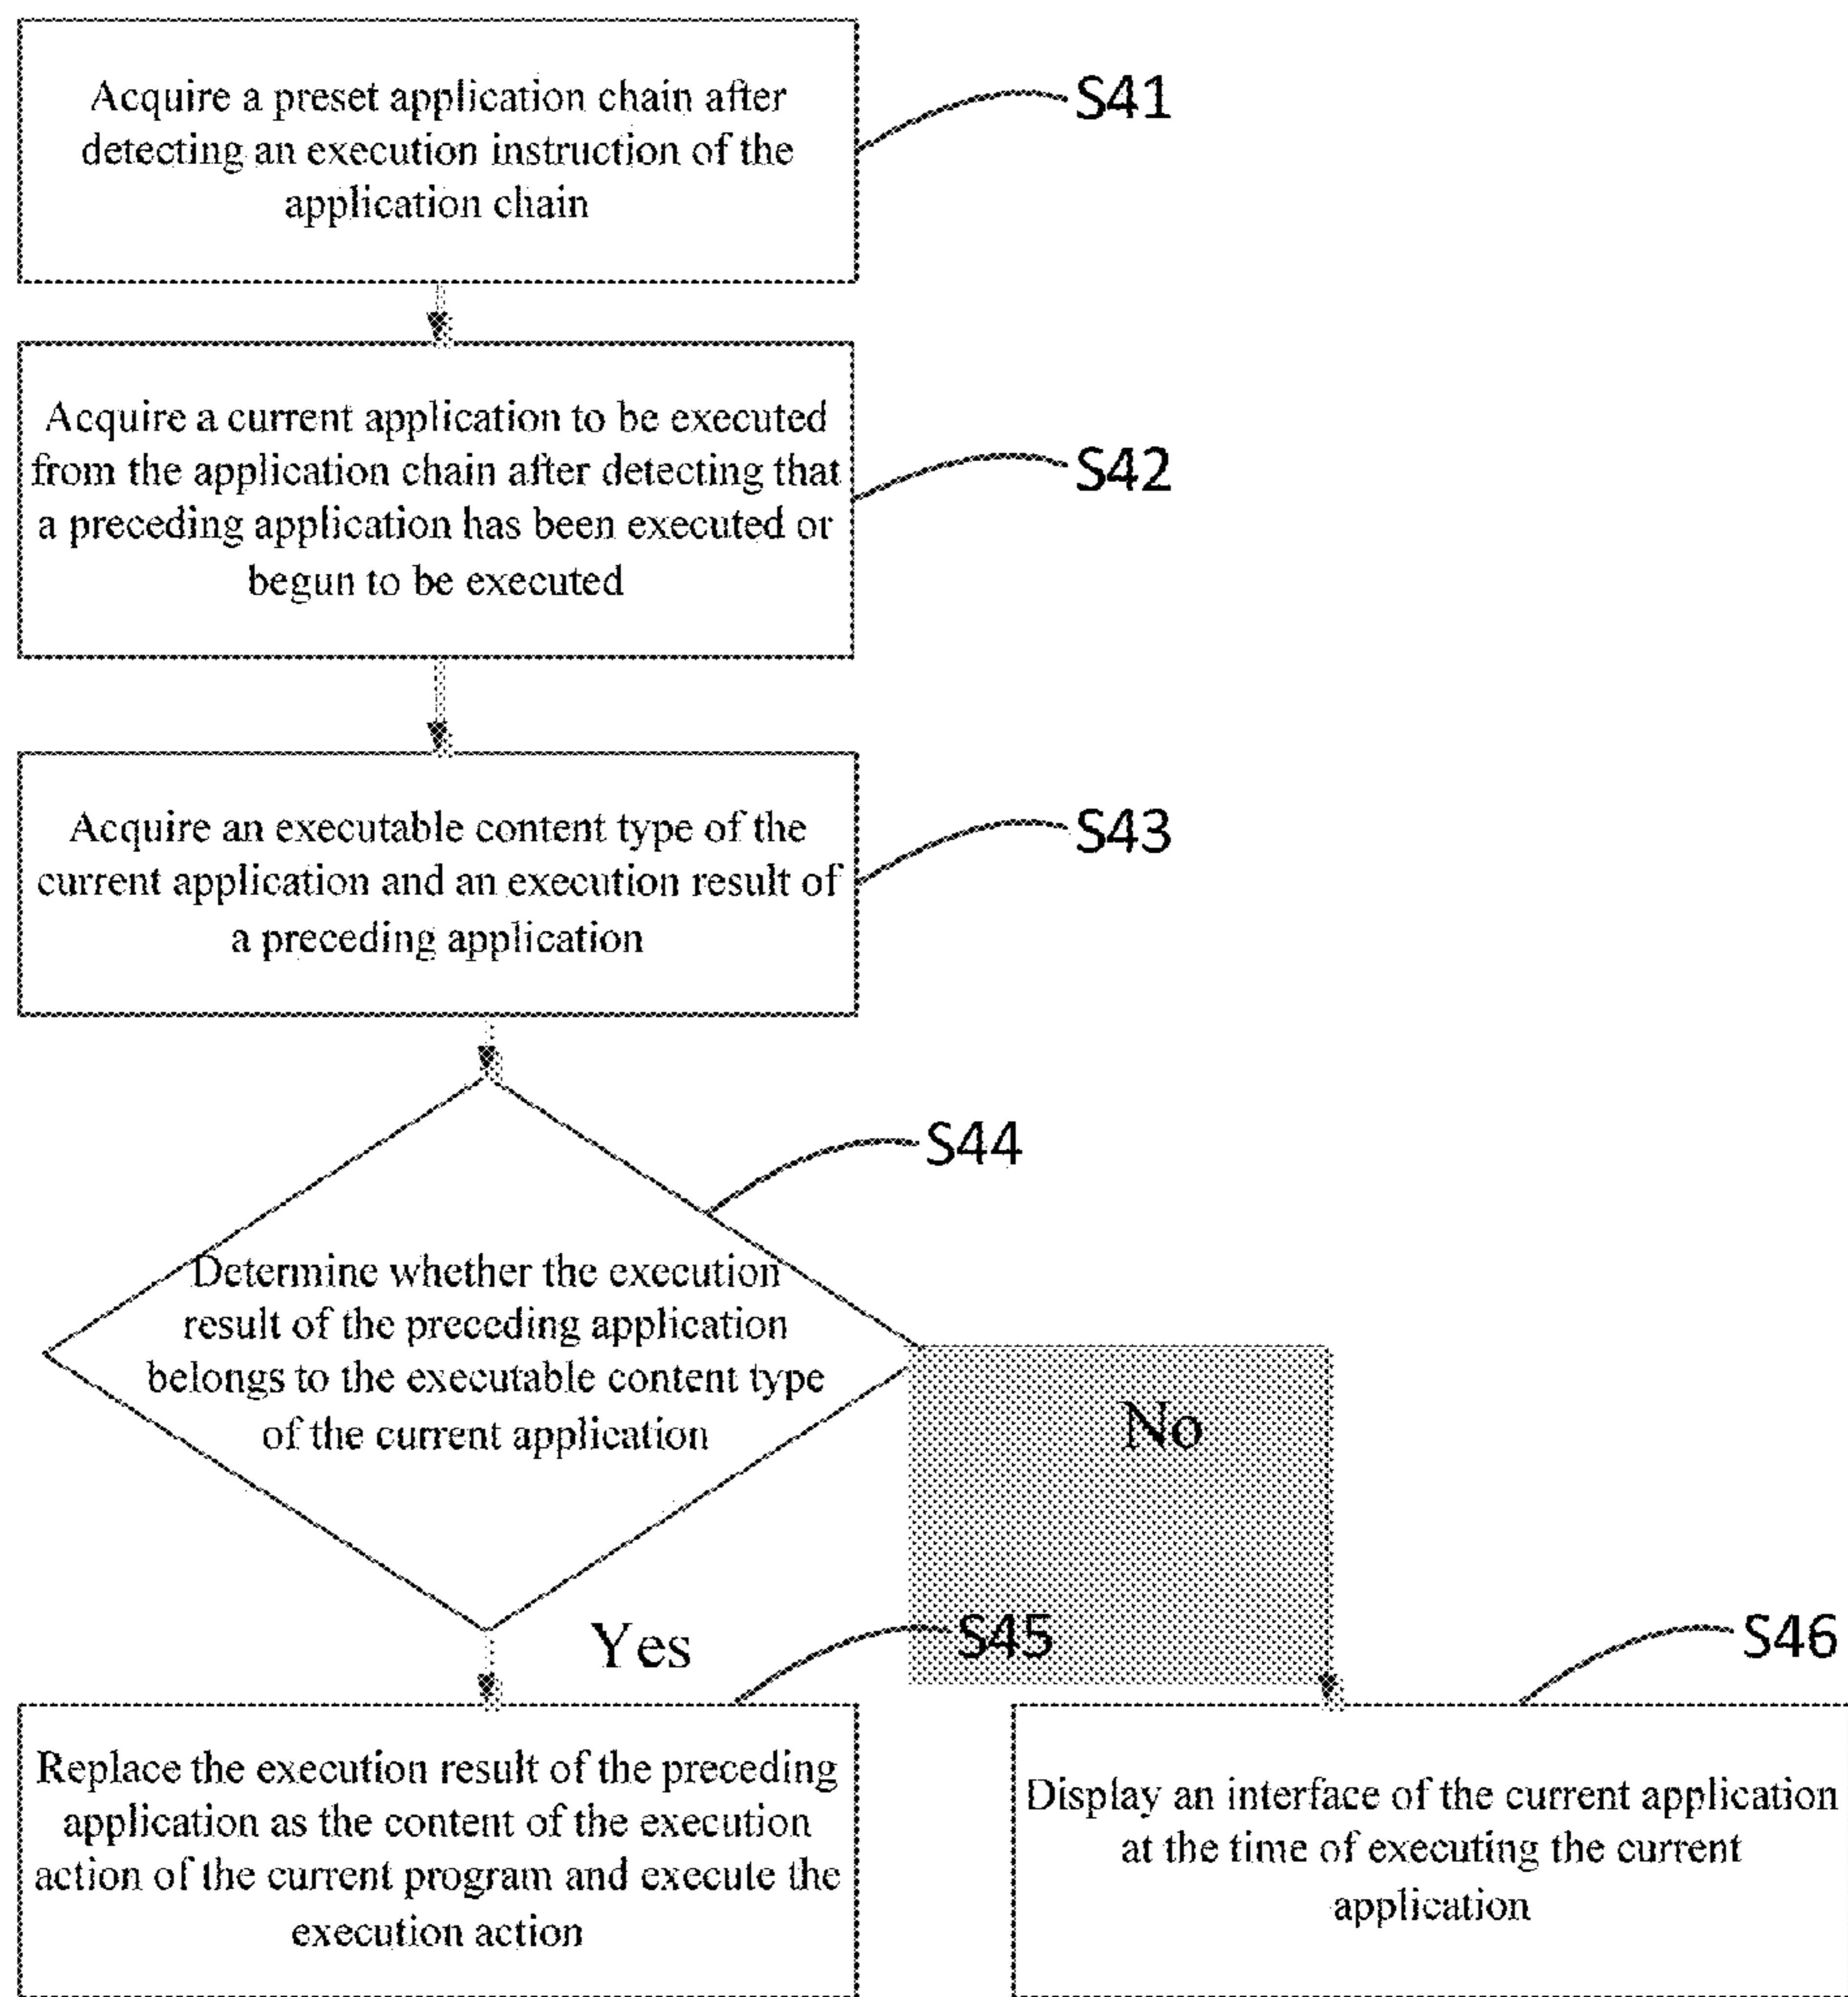 Acquire a preset application chain after
detecting an execution instruction of the
application chain
S41
Acquire a current application to be executed
from the application chain after detecting that
a preceding application has been executed or
begun to be executed
S42
Acquire an executable content type of the
current application and an execution result of
a preceding application
S43
S44
Determine whether the execution
result of the preceding application
belongs to the executable content type
of the current application
No
Yes
S45
S46
Replace the execution result of the preceding
application as the content of the execution
action of the current program and execute the
execution action
Display an interface of the current application
at the time of executing the current
application